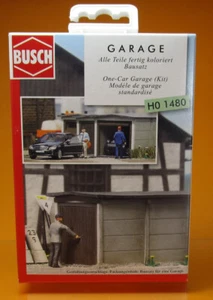 BUSCH
GARAGE
Alle Teile fertig koloriert
Bausatz
One-Car Garage (Kit)
Modèle de garage
standardisé
H0 1480